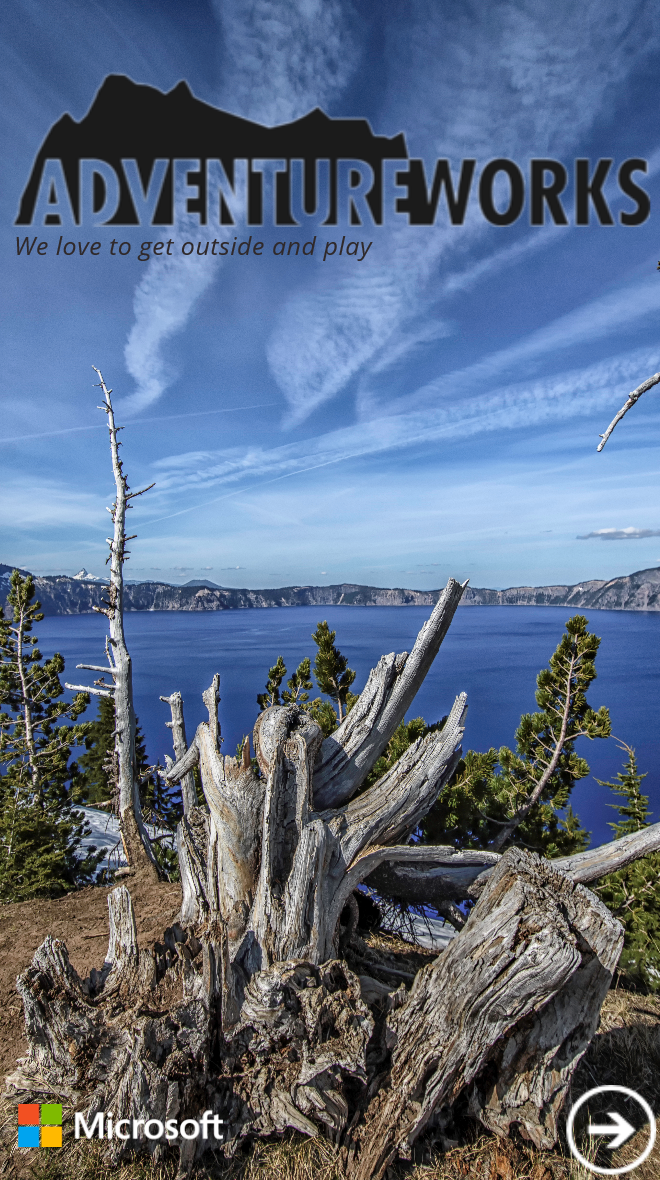 ADVENTUREWORKS
We love to get outside and play
Microsoft